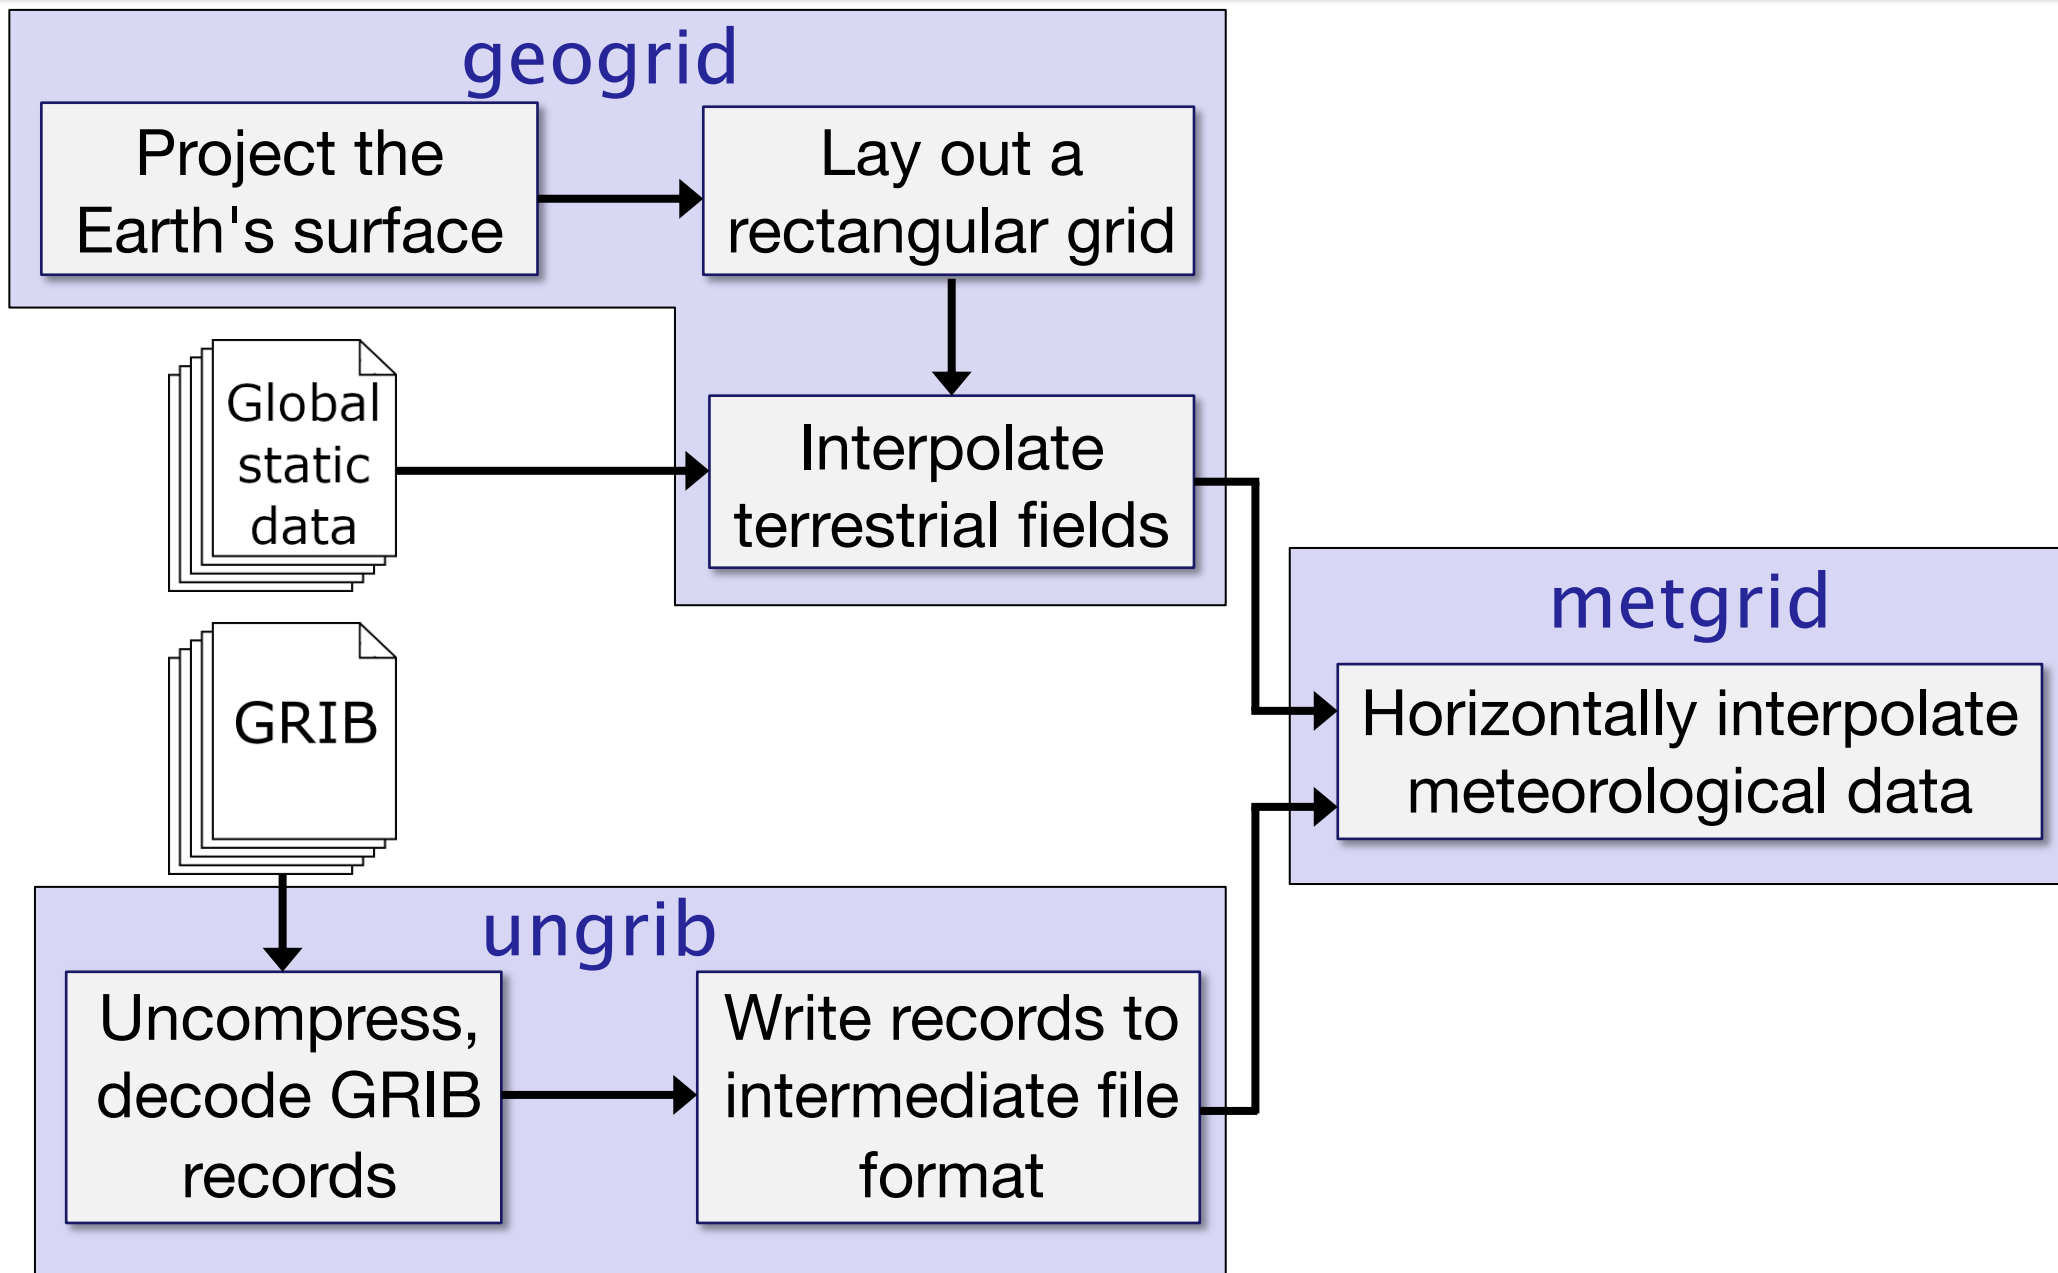 geogrid
Project the
Earth's surface
Lay out a
rectangular grid
Global
static
data
Interpolate
terrestrial fields
metgrid
Horizontally interpolate
meteorological data
GRIB
ungrib
Uncompress,
decode GRIB
records
Write records to
intermediate file
format